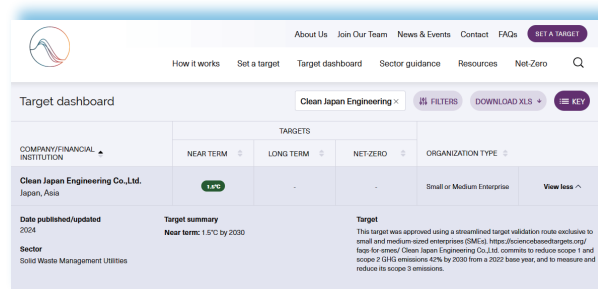 About Us Join Our Team News & Events Contact FAQs SET A TARGET
How it works Set a target Target dashboard Sector guidance Resources Net-Zero
Target dashboard Clean Japan Engineering × FILTERS DOWNLOAD XLS KEY
TARGETS
COMPANY/FINANCIAL
INSTITUTION NEAR TERM LONG TERM NET-ZERO ORGANIZATION TYPE
Clean Japan Engineering Co.,Ltd.
Japan, Asia 1.5°C - - Small or Medium Enterprise View less
Date published/updated
2024
Sector
Solid Waste Management Utilities
Target summary
Near term: 1.5°C by 2030
Target
This target was approved using a streamlined target validation route exclusive to
small and medium-sized enterprises (SMEs). https://sciencebasedtargets.org/
faqs-for-smes/ Clean Japan Engineering Co.,Ltd. commits to reduce scope 1 and
scope 2 GHG emissions 42% by 2030 from a 2022 base year, and to measure and
reduce its scope 3 emissions.